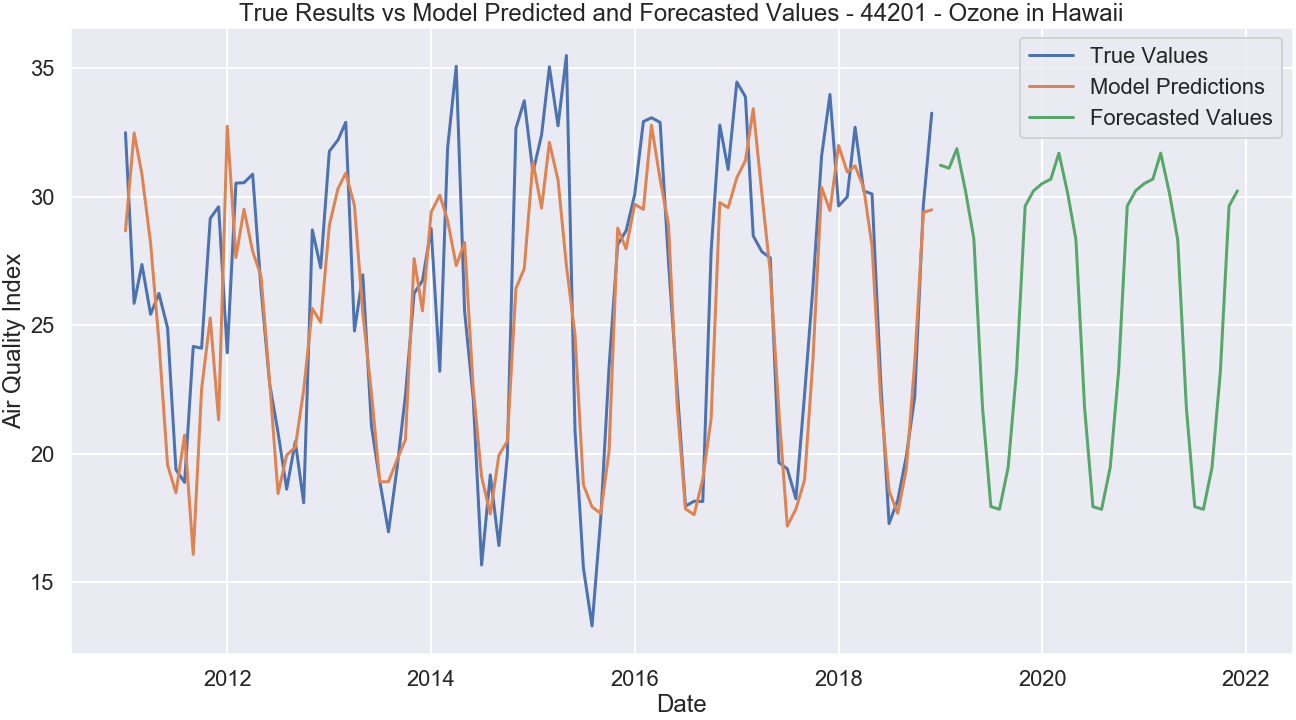 True Results vs Model Predicted and Forecasted Values - 44201 - Ozone in Hawaii
True Values
Model Predictions
Forecasted Values
Air Quality Index
35
30
25
20
15
2012
2014
2016
2018
2020
2022
Date